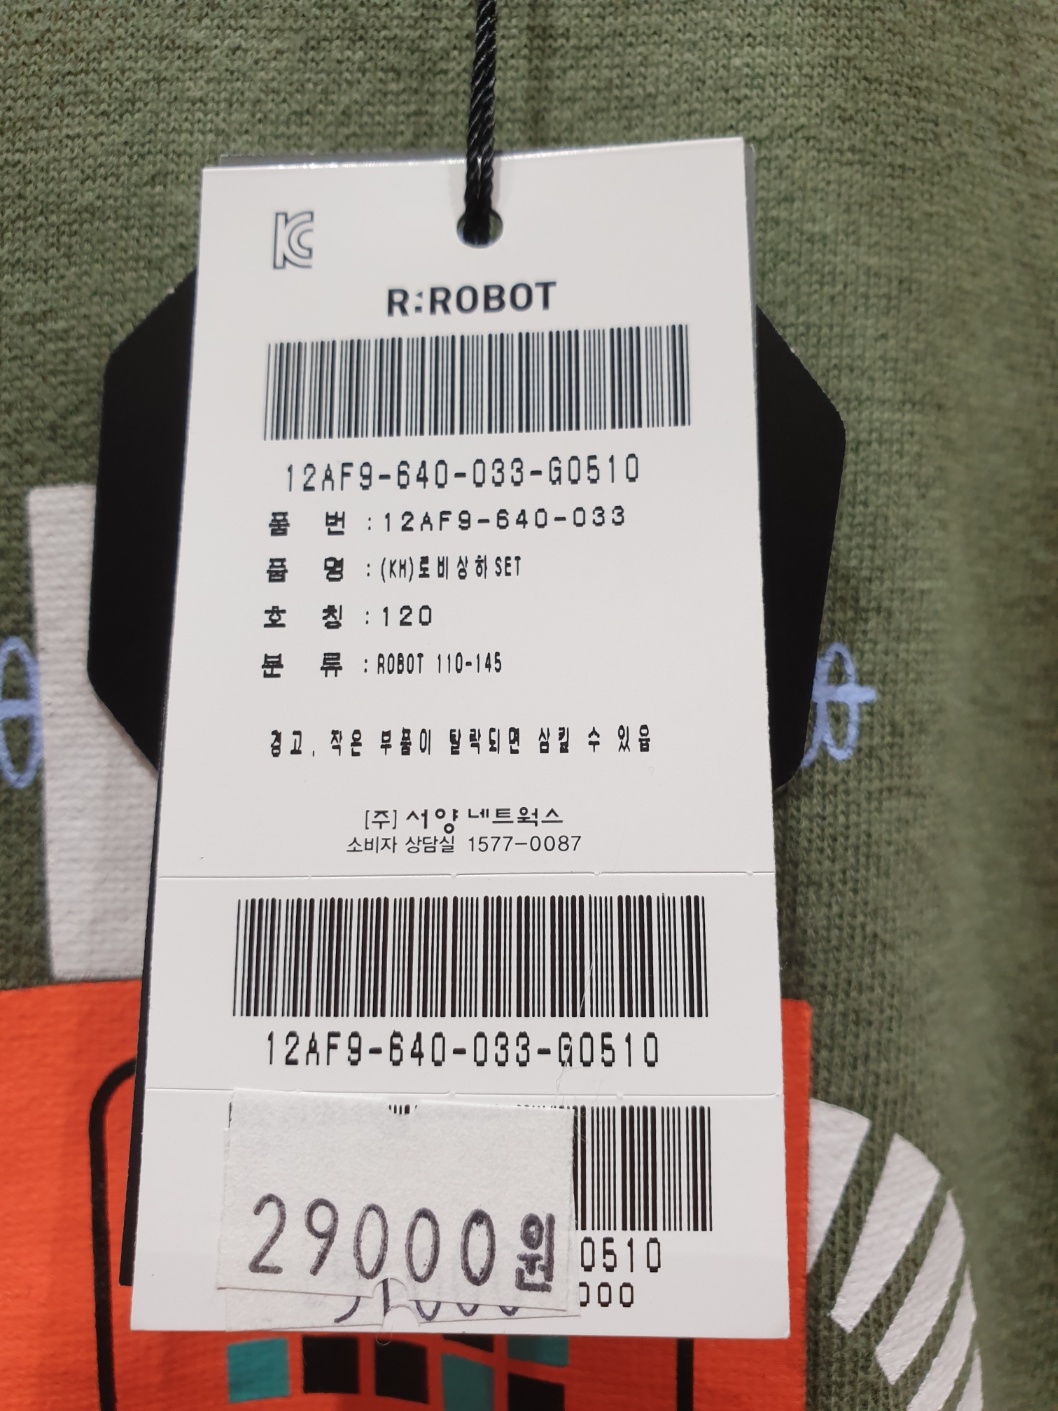 KC
R:ROBOT
12AF9-640-033-G0510
품 번 :12AF9-640-033
품 명 :(KH)로비상하SET
호 칭 :120
분 류 :ROBOT 110-145
경고, 작은 부품이 탈락되면 삼킬 수 있음
[주] 서양네트웍스
소비자 상담실 1577-0087
12AF9-640-033-G0510
29000원
0510
000